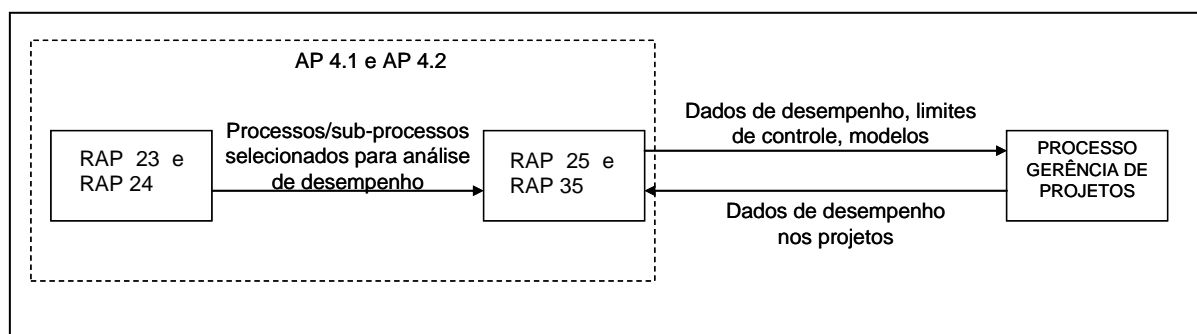 AP 4.1 e AP 4.2
RAP 23 e
RAP 24
Processos/sub-processos
selecionados para análise
de desempenho
RAP 25 e
RAP 35
Dados de desempenho, limites
de controle, modelos
Dados de desempenho
nos projetos
PROCESSO
GERÊNCIA DE
PROJETOS